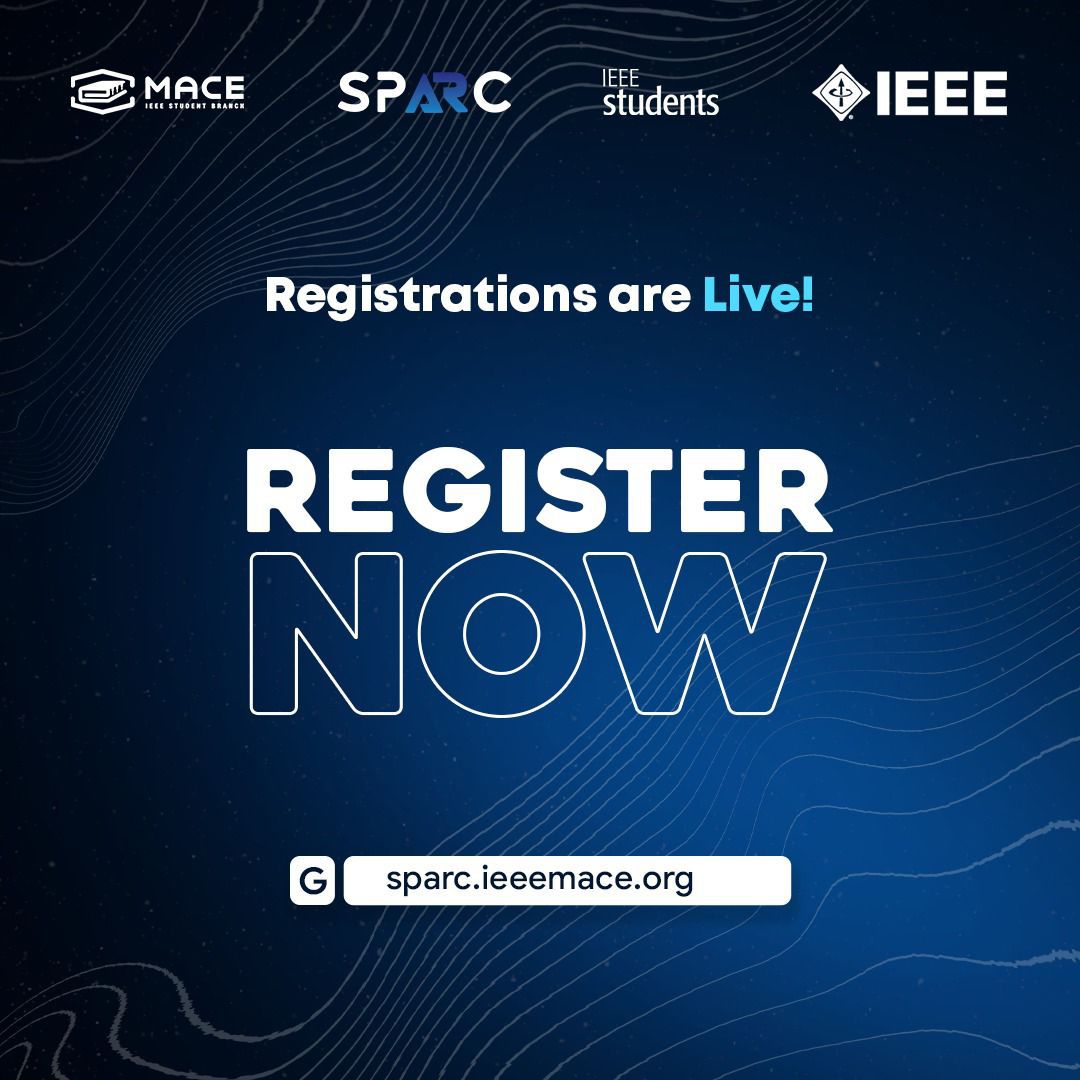 MACE
IEEE STUDENT BRANCH
SPARC
IEEE
students
IEEE
Registrations are Live!
REGISTER
NOW
G
sparc.ieeemace.org